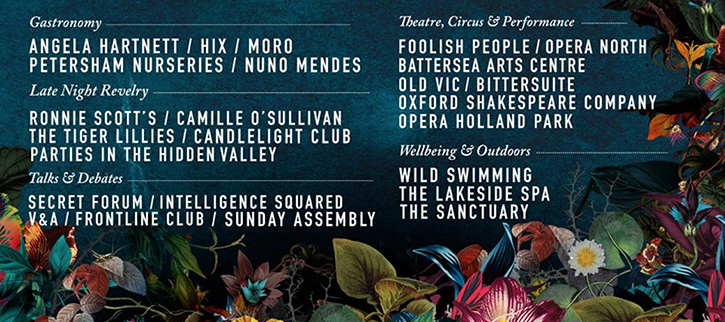 Gastronomy
ANGELA HARTNETT / HIX / MORO
PETERSHAM NURSERIES / NUNO MENDES
Late Night Revelry
RONNIE SCOTT'S / CAMILLE O'SULLIVAN
THE TIGER LILLIES / CANDLELIGHT CLUB
PARTIES IN THE HIDDEN VALLEY
Talks & Debates
SECRET FORUM / INTELLIGENCE SQUARED
V&A / FRONTLINE CLUB / SUNDAY ASSEMBLY
Theatre, Circus & Performance
FOOLISH PEOPLE / OPERA NORTH
BATTERSEA ARTS CENTRE
OLD VIC / BITTERSUITE
OXFORD SHAKESPEARE COMPANY
OPERA HOLLAND PARK
Wellbeing & Outdoors
WILD SWIMMING
THE LAKESIDE SPA
THE SANCTUARY